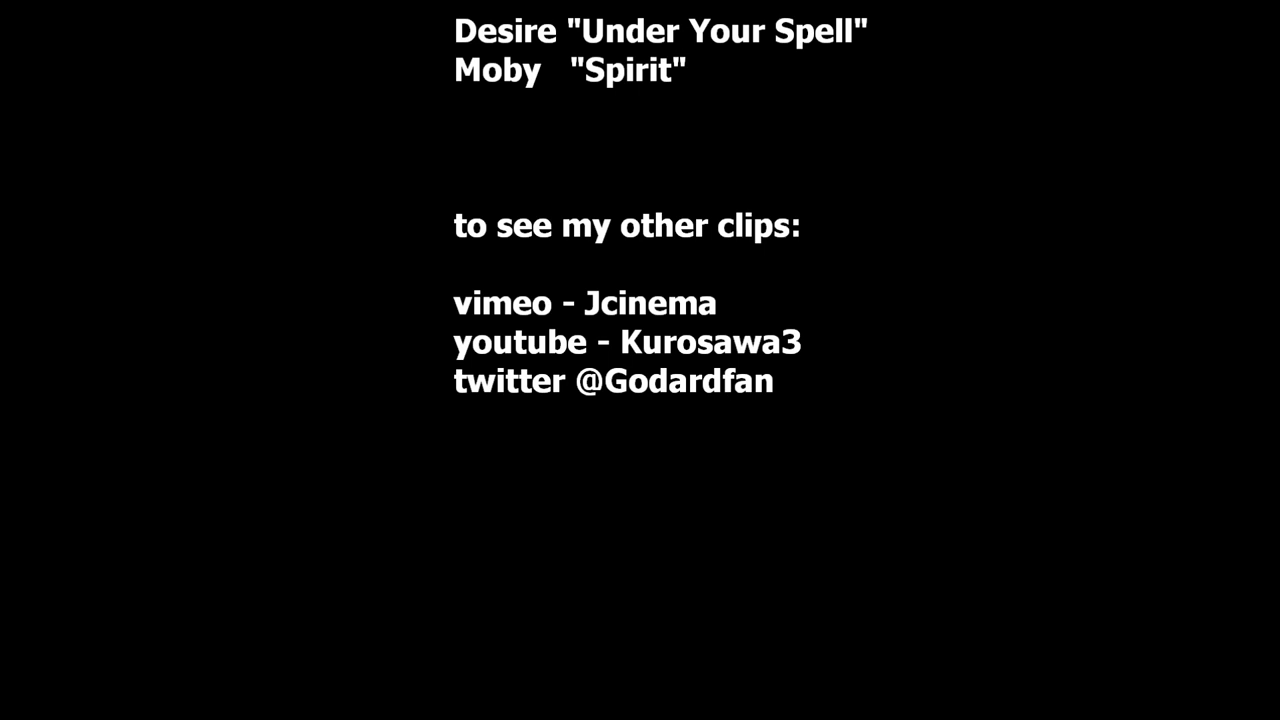 Desire "Under Your Spell"
Moby "Spirit"
to see my other clips:
vimeo - Jcinema
youtube - Kurosawa3
twitter @Godardfan